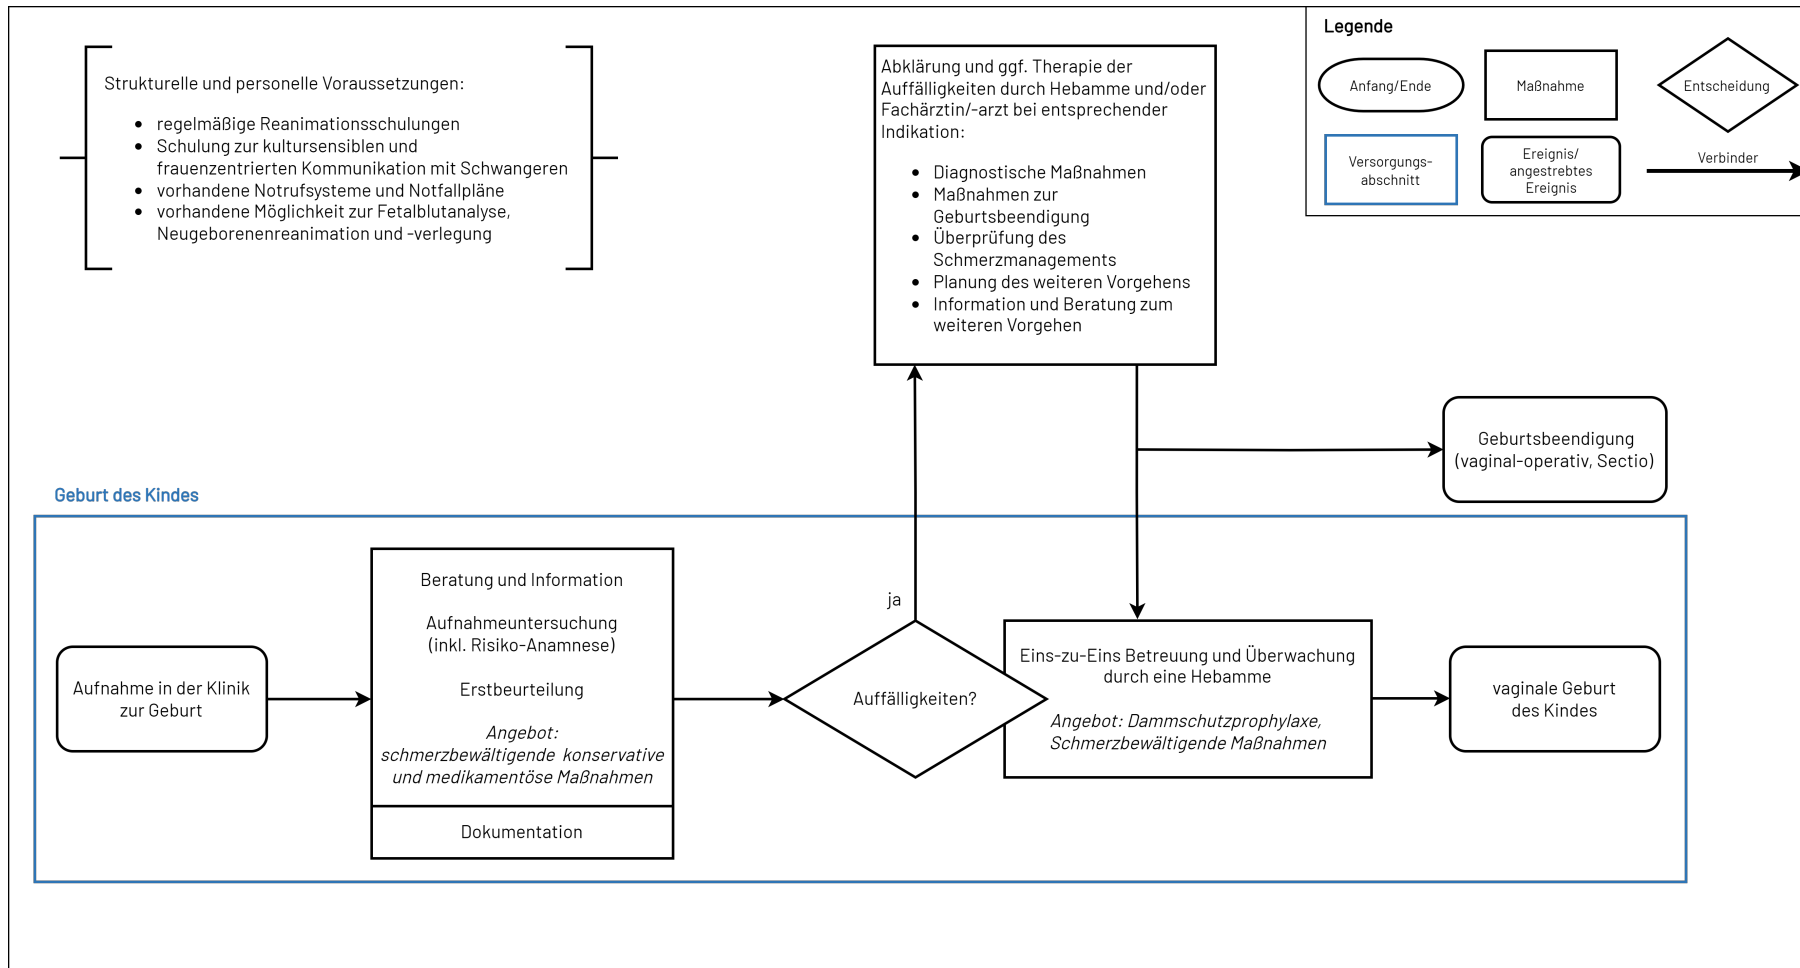 Strukturelle und personelle Voraussetzungen:
• regelmäßige Reanimationsschulungen
• Schulung zur kultursensiblen und
frauenzentrierten Kommunikation mit Schwangeren
• vorhandene Notrufsysteme und Notfallpläne
• vorhandene Möglichkeit zur Fetalblutanalyse,
Neugeborenenreanimation und -verlegung
Abklärung und ggf. Therapie der
Auffälligkeiten durch Hebamme und/oder
Fachärztin/-arzt bei entsprechender
Indikation:
• Diagnostische Maßnahmen
• Maßnahmen zur
Geburtsbeendigung
• Überprüfung des
Schmerzmanagements
• Planung des weiteren Vorgehens
• Information und Beratung zum
weiteren Vorgehen
Legende
Anfang/Ende
Maßnahme
Entscheidung
Versorgungs-
abschnitt
Ereignis/
angestrebtes
Ereignis
Verbinder
Geburtsbeendigung
(vaginal-operativ, Sectio)
Geburt des Kindes
Aufnahme in der Klinik
zur Geburt
Beratung und Information
Aufnahmeuntersuchung
(inkl. Risiko-Anamnese)
Erstbeurteilung
Angebot:
schmerzbewältigende konservative
und medikamentöse Maßnahmen
Dokumentation
ja
Auffälligkeiten?
Eins-zu-Eins Betreuung und Überwachung
durch eine Hebamme
Angebot: Dammschutzprophylaxe,
Schmerzbewältigende Maßnahmen
vaginale Geburt
des Kindes